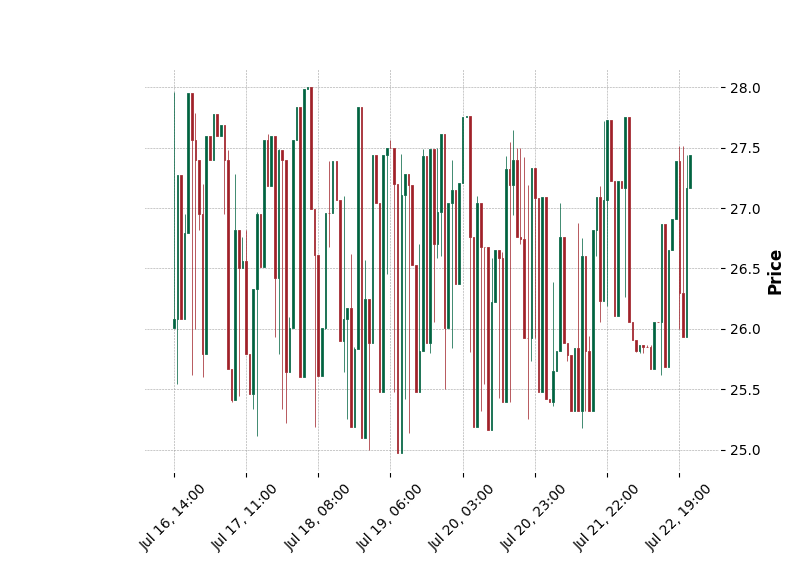 28.0
27.5
27.0
26.5
26.0
25.5
25.0
Price
Jul 16, 14:00
Jul 17, 11:00
Jul 18, 08:00
Jul 19, 06:00
Jul 20, 03:00
Jul 20, 23:00
Jul 21, 22:00
Jul 22, 19:00